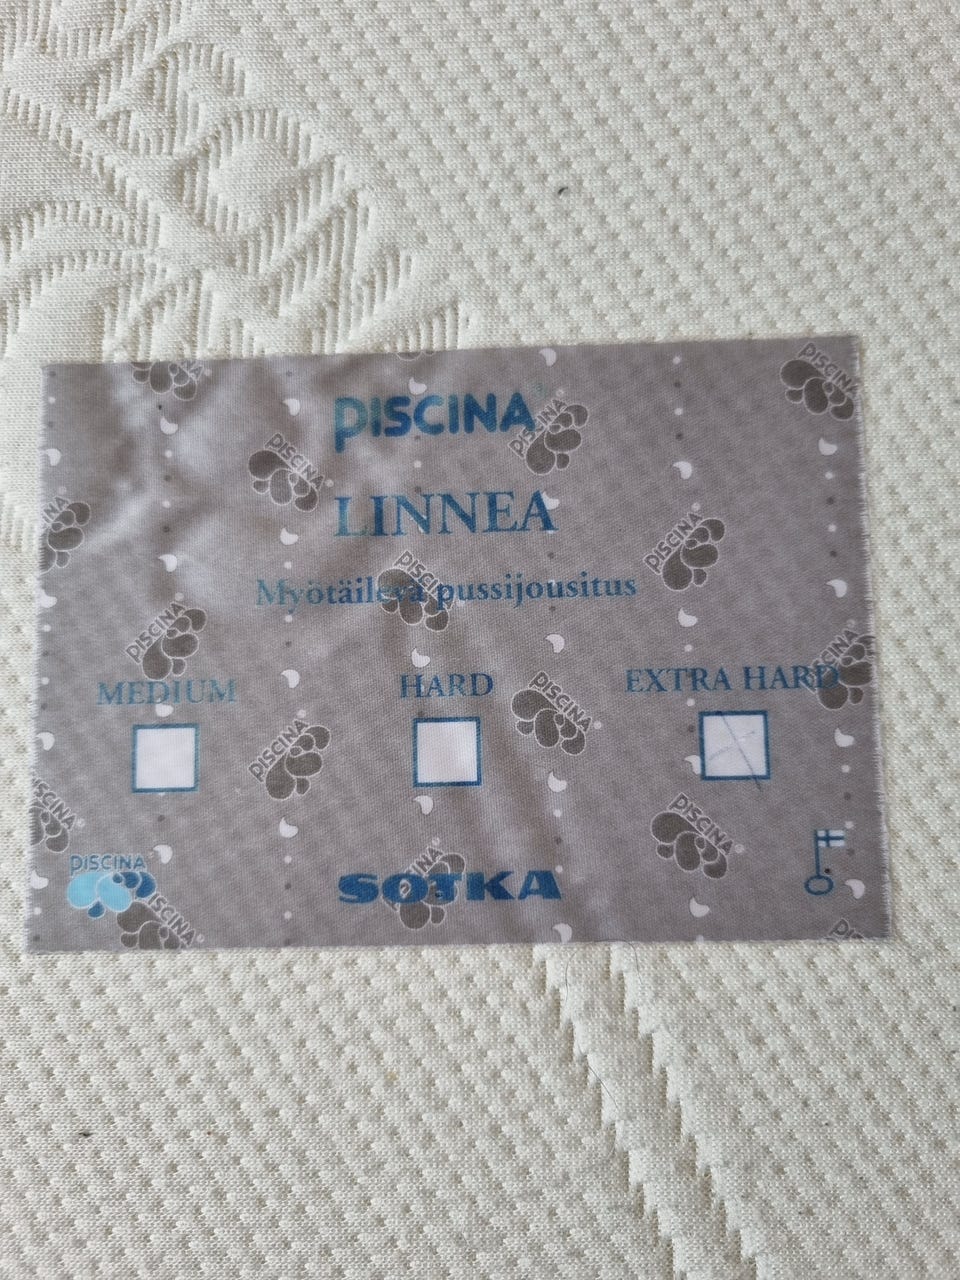 PISCINA
LINNEA
Myötäilevä pussijousitus
MEDIUM HARD EXTRA HARD
PISCINA
SOTKA